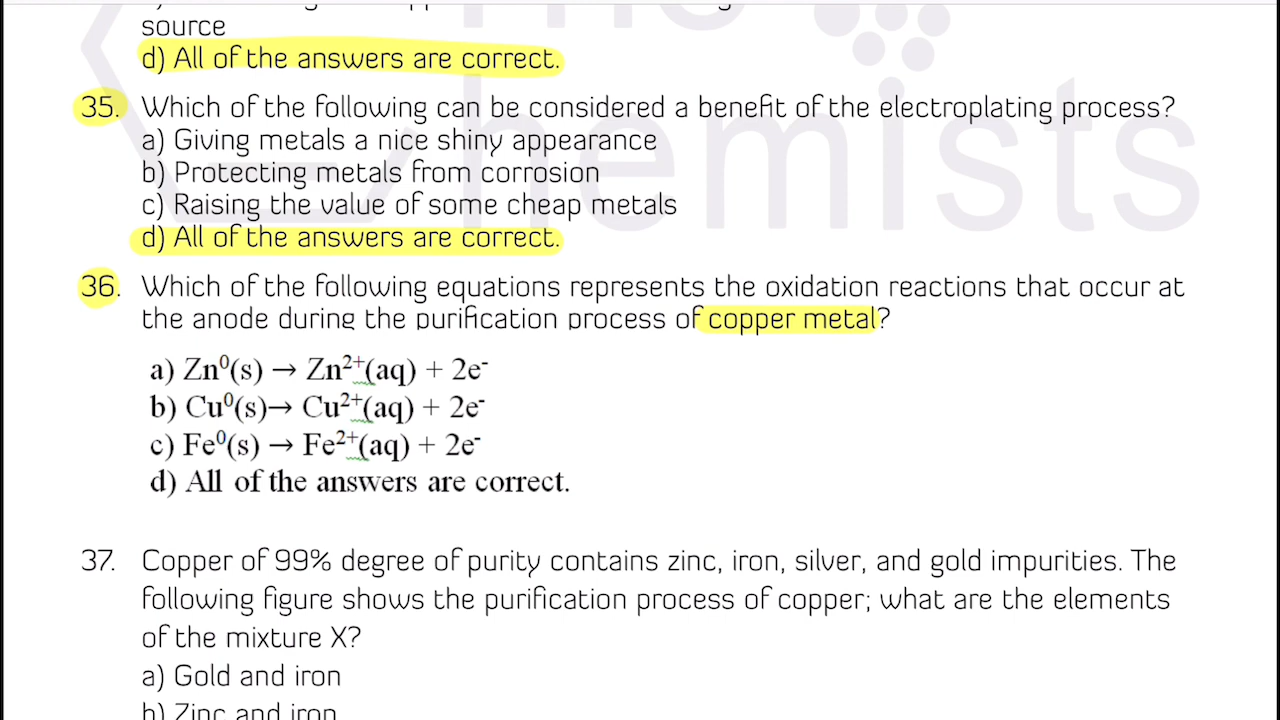 source
d) All of the answers are correct.
35. Which of the following can be considered a benefit of the electroplating process?
a) Giving metals a nice shiny appearance
b) Protecting metals from corrosion
c) Raising the value of some cheap metals
d) All of the answers are correct.
36. Which of the following equations represents the oxidation reactions that occur at
the anode during the purification process of copper metal?
a) Zn⁰(s) → Zn²⁺(aq) + 2e⁻
b) Cu⁰(s)→ Cu²⁺(aq) + 2e⁻
c) Fe⁰(s) → Fe²⁺(aq) + 2e⁻
d) All of the answers are correct.
37. Copper of 99% degree of purity contains zinc, iron, silver, and gold impurities. The
following figure shows the purification process of copper; what are the elements
of the mixture X?
a) Gold and iron
b) Zinc and iron